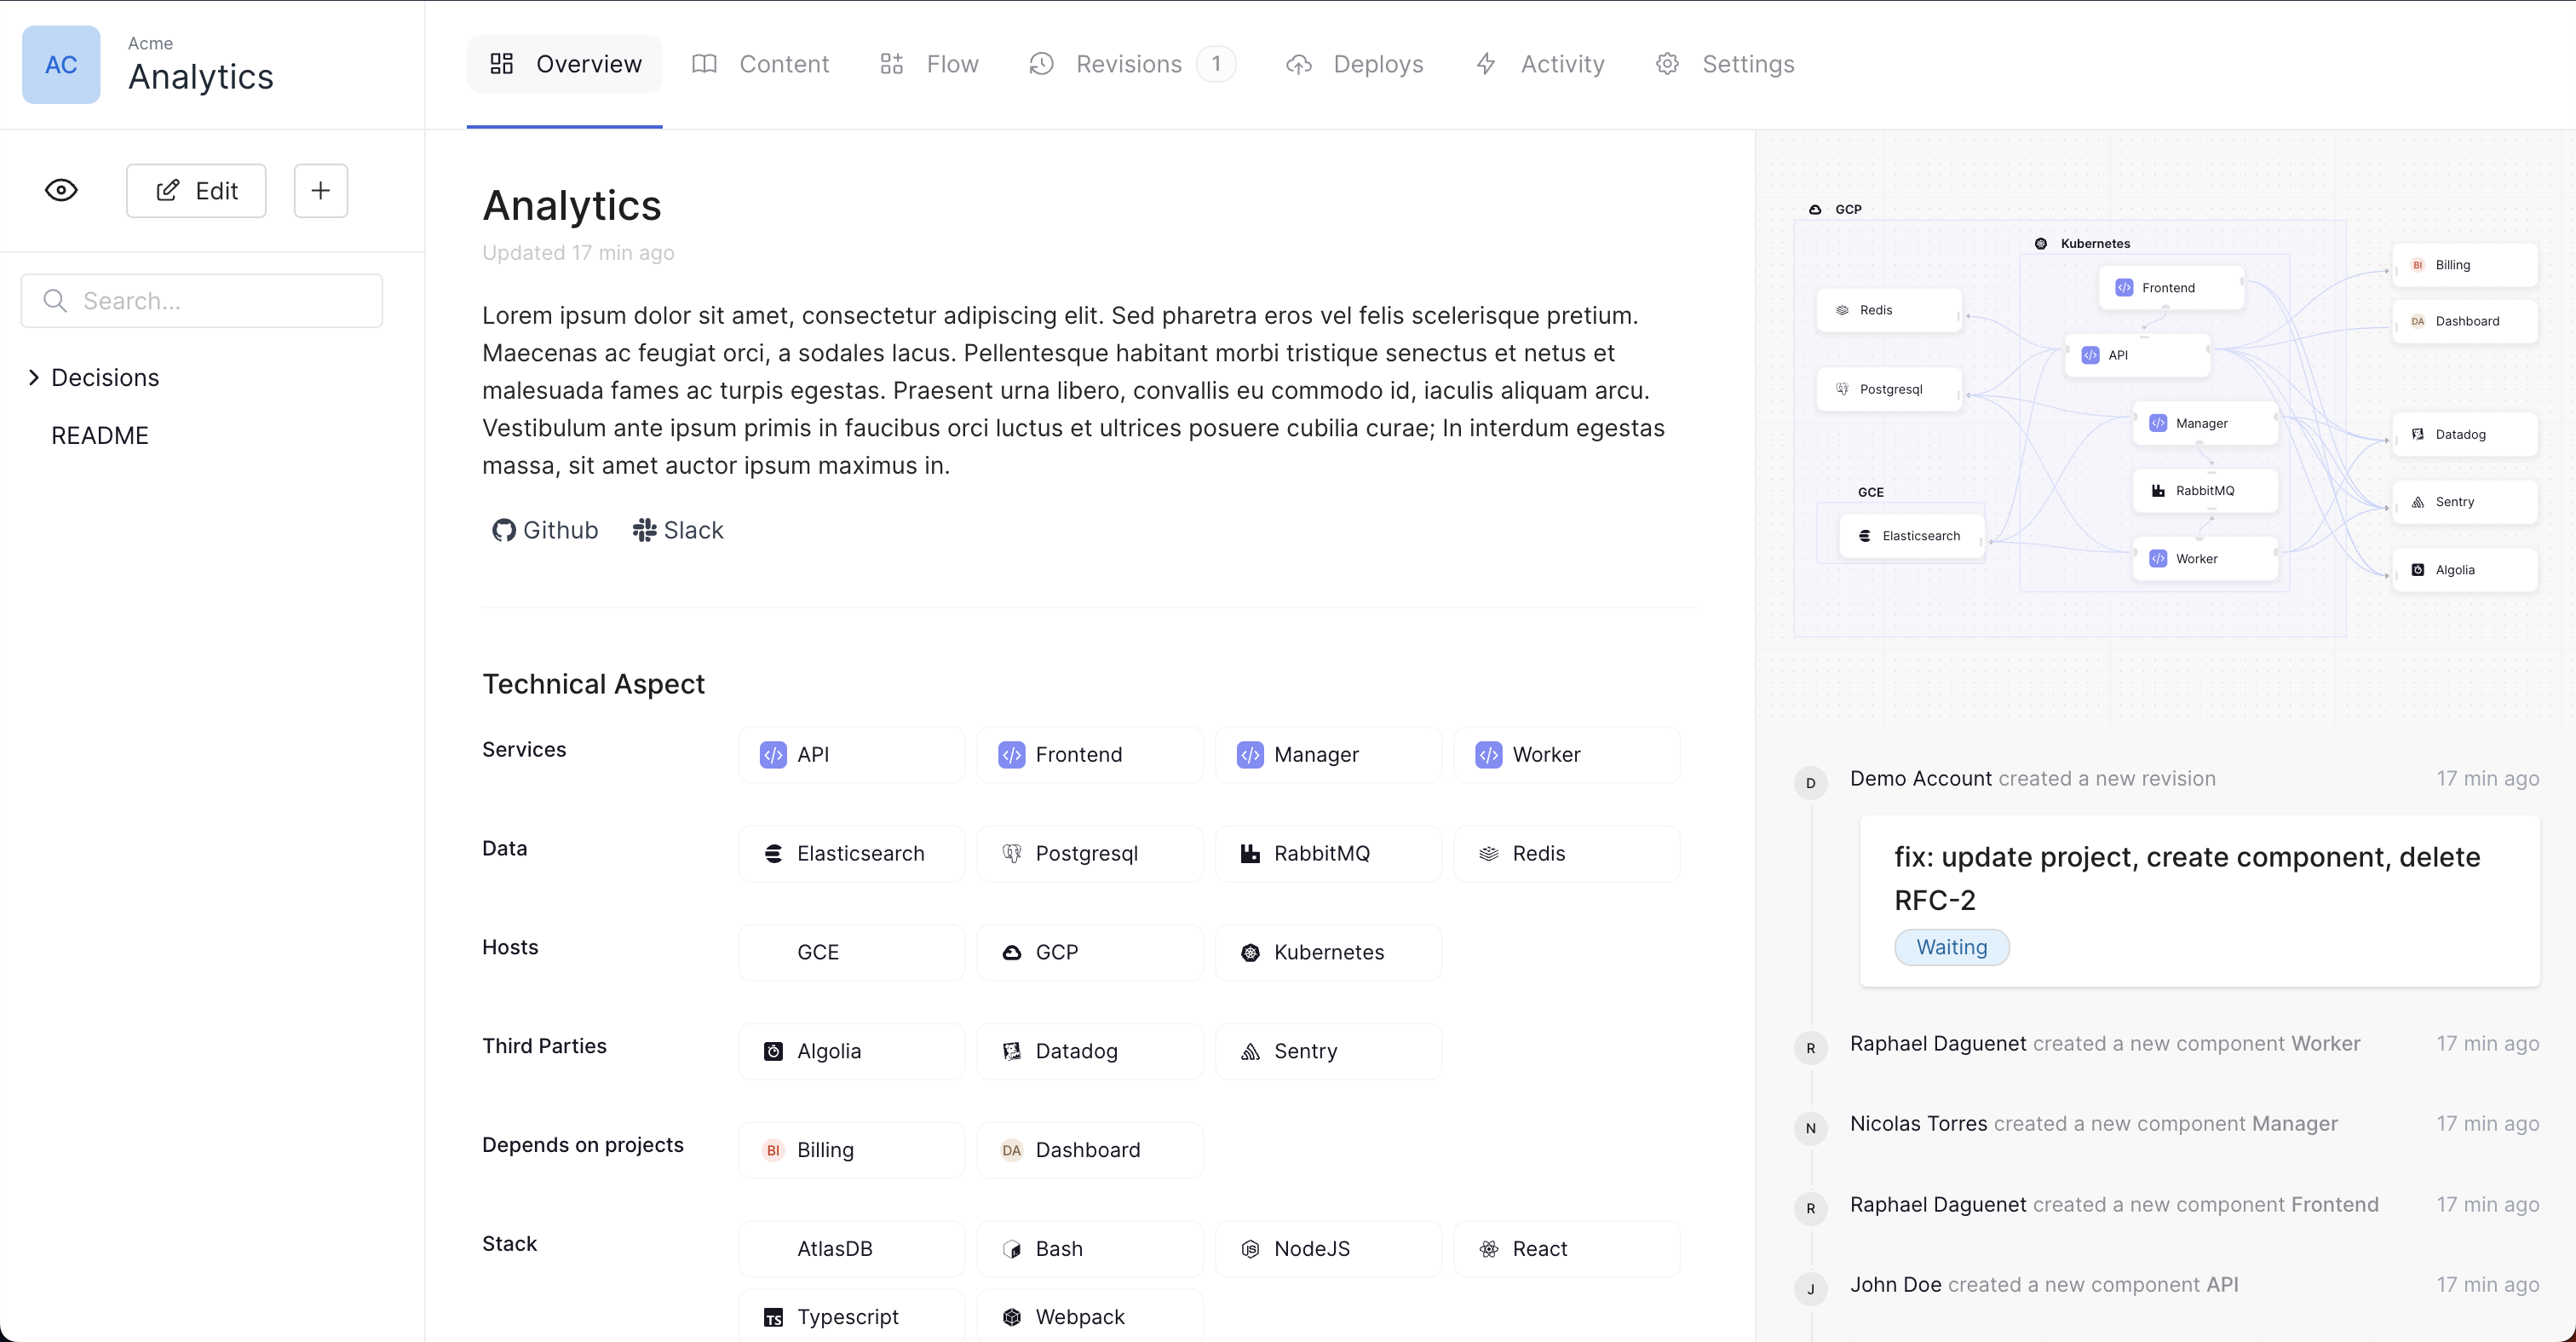 AC
Acme
Analytics
Overview
Content
Flow
Revisions 1
Deploys
Activity
Settings
Edit
Search...
Decisions
README
Analytics
Updated 17 min ago
Lorem ipsum dolor sit amet, consectetur adipiscing elit. Sed pharetra eros vel felis scelerisque pretium.
Maecenas ac feugiat orci, a sodales lacus. Pellentesque habitant morbi tristique senectus et netus et
malesuada fames ac turpis egestas. Praesent urna libero, convallis eu commodo id, iaculis aliquam arcu.
Vestibulum ante ipsum primis in faucibus orci luctus et ultrices posuere cubilia curae; In interdum egestas
massa, sit amet auctor ipsum maximus in.
Github
Slack
Technical Aspect
Services
API
Frontend
Manager
Worker
Data
Elasticsearch
Postgresql
RabbitMQ
Redis
Hosts
GCE
GCP
Kubernetes
Third Parties
Algolia
Datadog
Sentry
Depends on projects
BI Billing
DA Dashboard
Stack
AtlasDB
Bash
JS NodeJS
React
TS Typescript
Webpack
GCP
Kubernetes
Frontend
Redis
API
Postgresql
Manager
RabbitMQ
GCE
Elasticsearch
Worker
BI Billing
DA Dashboard
Datadog
Sentry
Algolia
D Demo Account created a new revision 17 min ago
fix: update project, create component, delete
RFC-2
Waiting
R Raphael Daguenet created a new component Worker 17 min ago
N Nicolas Torres created a new component Manager 17 min ago
R Raphael Daguenet created a new component Frontend 17 min ago
J John Doe created a new component API 17 min ago